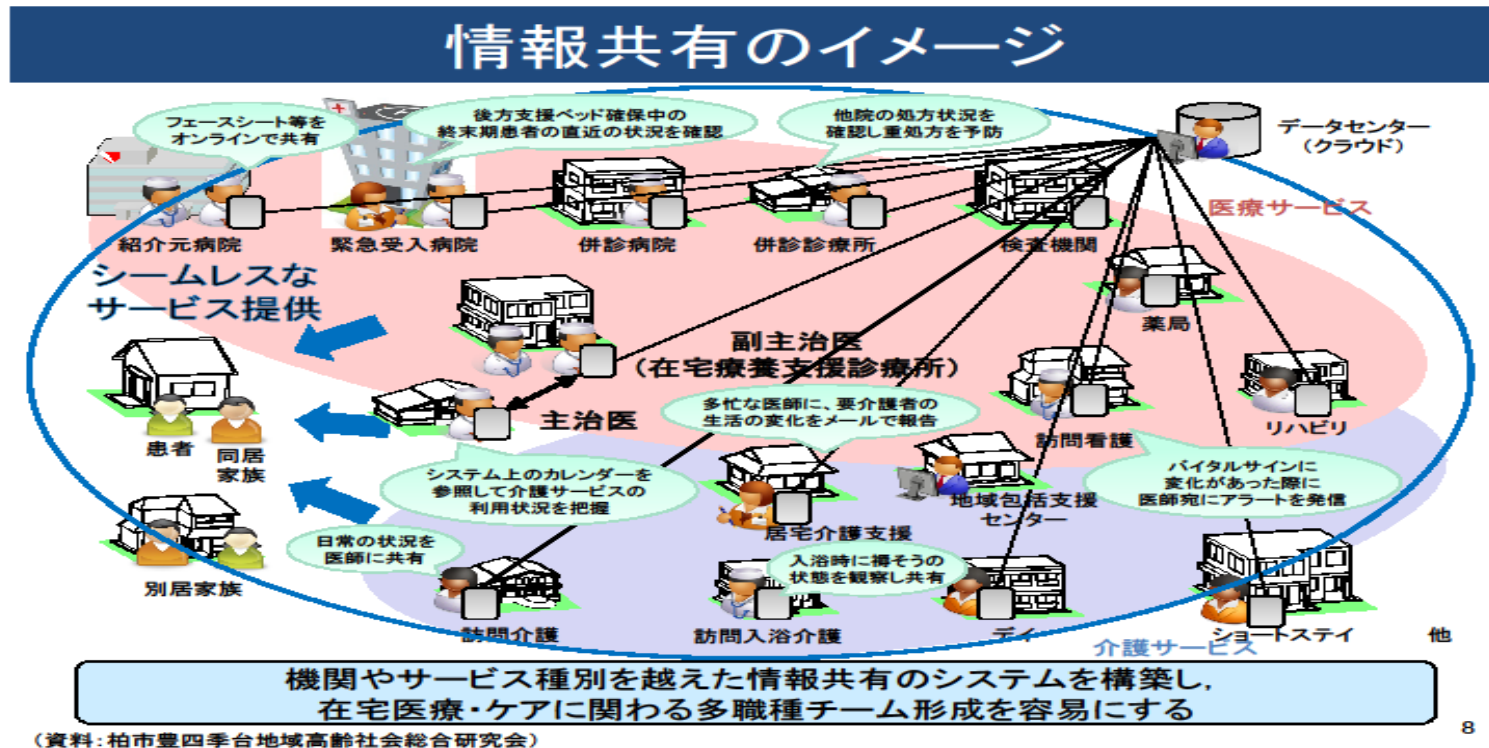 情報共有のイメージ
フェースシート等を
オンラインで共有
後方支援ベッド確保中の
終末期患者の直近の状況を確認
他院の処方状況を
確認し重処方を予防
データセンター
(クラウド)
医療サービス
紹介元病院
緊急受入病院
併診病院
併診診療所
検査機関
シームレスな
サービス提供
薬局
副主治医
(在宅療養支援診療所)
主治医
多忙な医師に、要介護者の
生活の変化をメールで報告
訪問看護
リハビリ
患者
同居
家族
システム上のカレンダーを
参照して介護サービスの
利用状況を把握
バイタルサインに
変化があった際に
医師宛にアラートを発信
地域包括支援
センター
居宅介護支援
日常の状況を
医師に共有
入浴時に褥そうの
状態を観察し共有
別居家族
訪問介護
訪問入浴介護
デイ
ショートステイ
他
介護サービス
機関やサービス種別を越えた情報共有のシステムを構築し,
在宅医療・ケアに関わる多職種チーム形成を容易にする
(資料:柏市豊四季台地域高齢社会総合研究会)
8